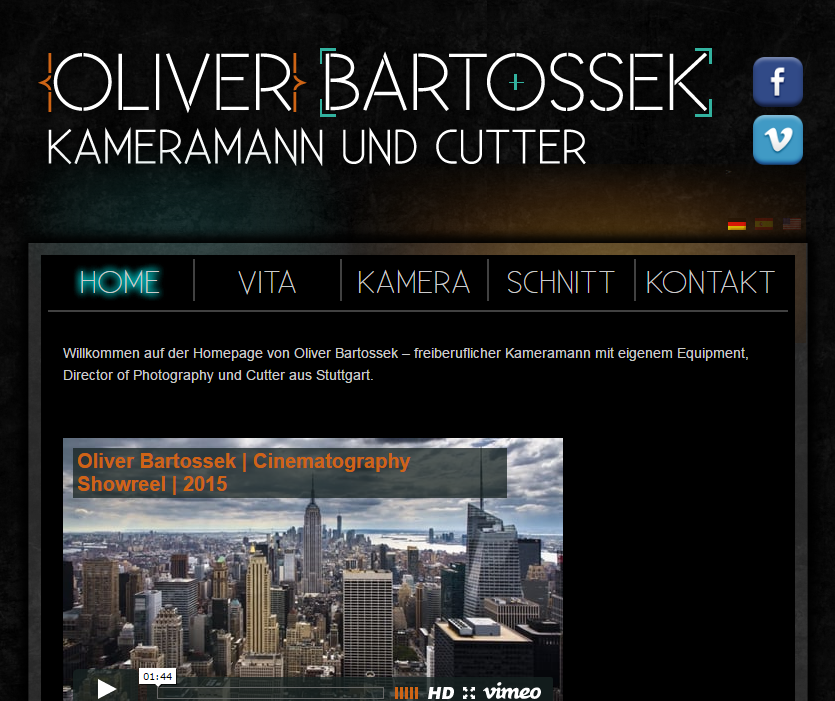 OLIVER BARTOSSEK
KAMERAMANN UND CUTTER
HOME VITA KAMERA SCHNITT KONTAKT
Willkommen auf der Homepage von Oliver Bartossek – freiberuflicher Kameramann mit eigenem Equipment,
Director of Photography und Cutter aus Stuttgart.
Oliver Bartossek | Cinematography
Showreel | 2015
01:44
HD vimeo